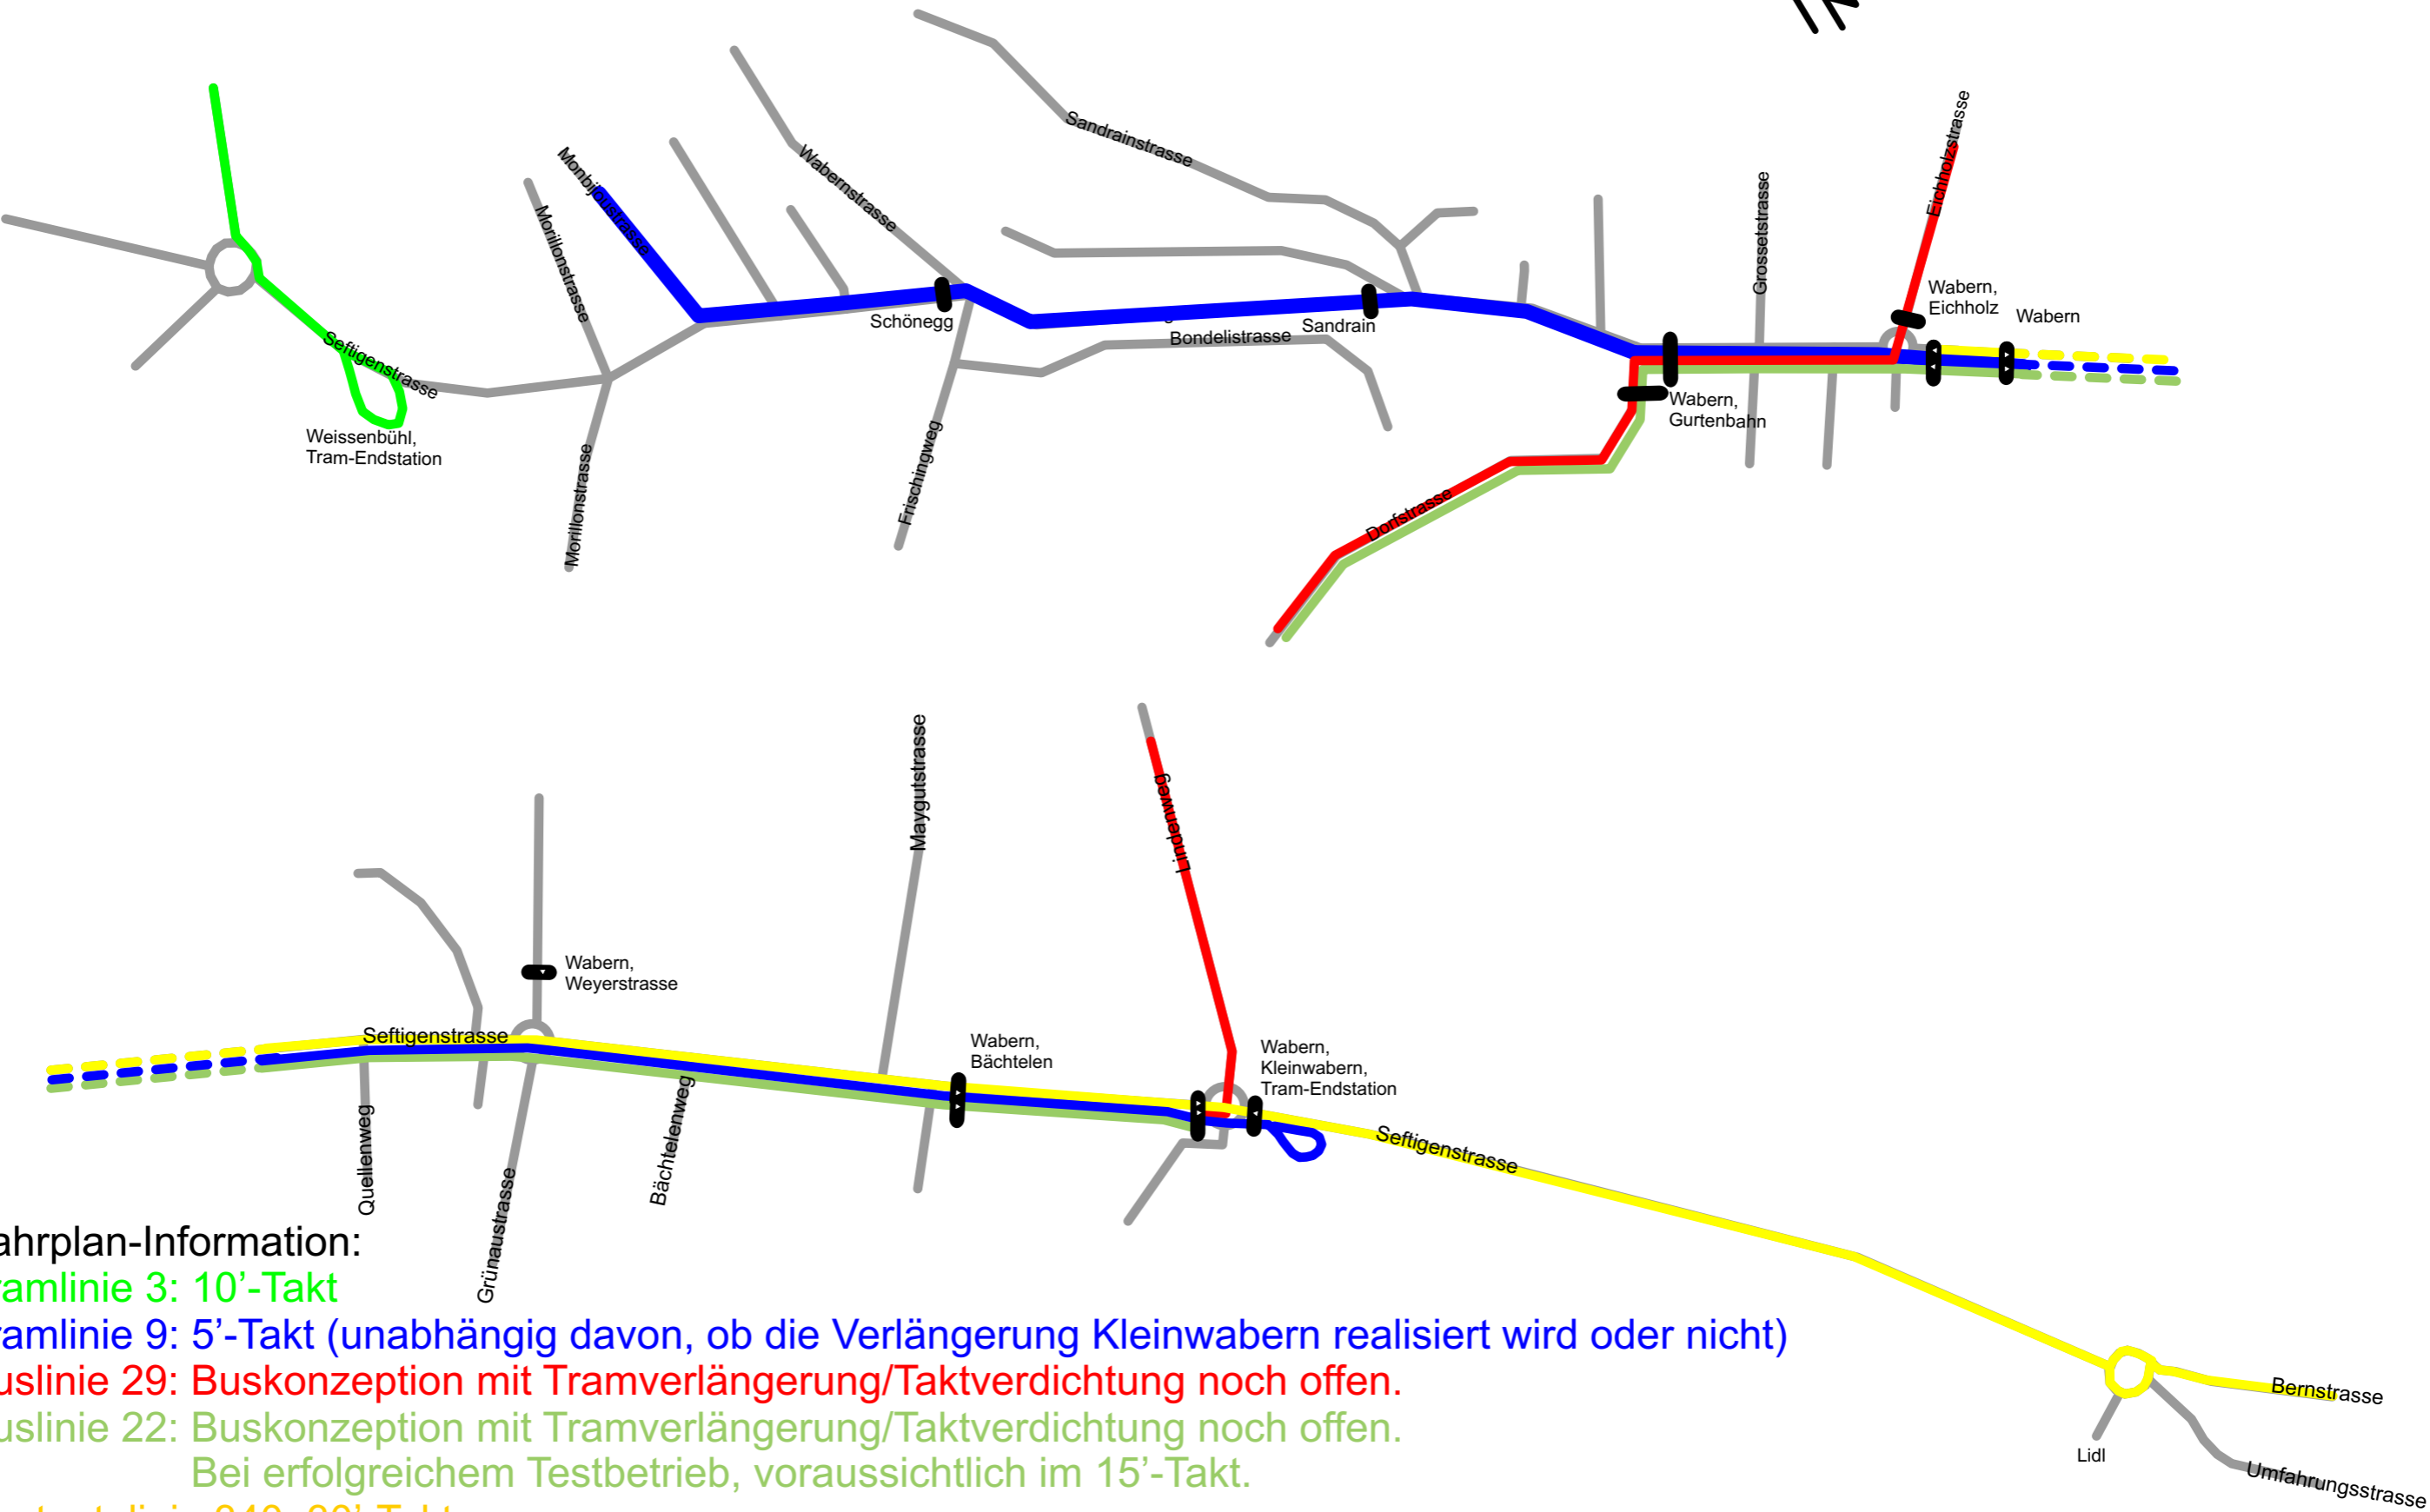 Sandrainstrasse
Eichholzstrasse
Monbijoustrasse
Wabernstrasse
Morillonstrasse
Grossetstrasse
Wabern,
Eichholz
Wabern
Schönegg
Sandrain
Bondelistrasse
Seftigenstrasse
Wabern,
Gurtenbahn
Weissenbühl,
Tram-Endstation
Frischingweg
Morillonstrasse
Dorfstrasse
Maygutstrasse
Lindenweg
Wabern,
Weyerstrasse
Seftigenstrasse
Wabern,
Bächtelen
Wabern,
Kleinwabern,
Tram-Endstation
Quellenweg
Bächtelenweg
Grünaustrasse
Seftigenstrasse
ahrplan-Information:
ramlinie 3: 10’-Takt
ramlinie 9: 5’-Takt (unabhängig davon, ob die Verlängerung Kleinwabern realisiert wird oder nicht)
uslinie 29: Buskonzeption mit Tramverlängerung/Taktverdichtung noch offen.
uslinie 22: Buskonzeption mit Tramverlängerung/Taktverdichtung noch offen.
Bei erfolgreichem Testbetrieb, voraussichtlich im 15’-Takt.
Bernstrasse
Lidl
Umfahrungsstrasse